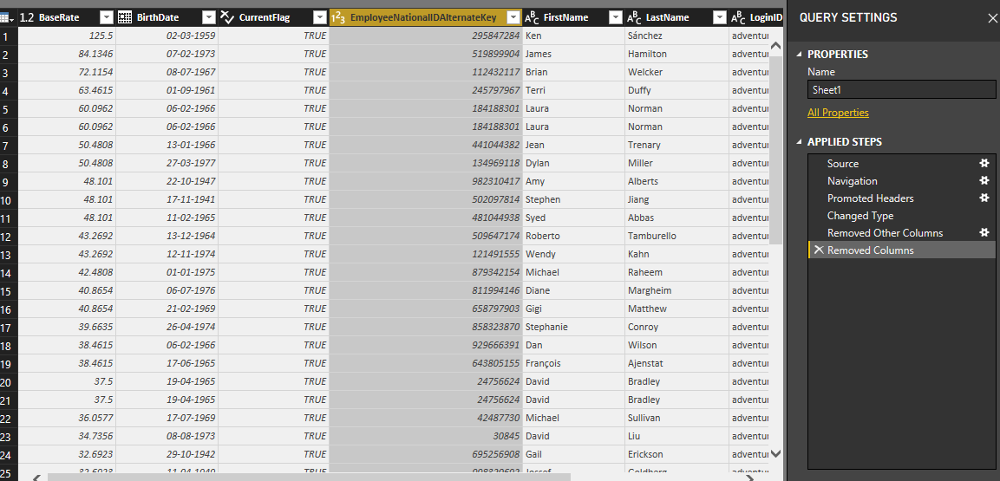 1.2 BaseRate BirthDate CurrentFlag 1 2 3 EmployeeNationalIDAlternateKey A B C FirstName A B C LastName A B C LoginID
1 125.5 02-03-1959 TRUE 295847284 Ken Sánchez adventur
2 84.1346 07-02-1973 TRUE 519899904 James Hamilton adventur
3 72.1154 08-07-1967 TRUE 112432117 Brian Welcker adventur
4 63.4615 01-09-1961 TRUE 245797967 Terri Duffy adventur
5 60.0962 06-02-1966 TRUE 184188301 Laura Norman adventur
6 60.0962 06-02-1966 TRUE 184188301 Laura Norman adventur
7 50.4808 13-01-1966 TRUE 441044382 Jean Trenary adventur
8 50.4808 27-03-1977 TRUE 134969118 Dylan Miller adventur
9 48.101 22-10-1947 TRUE 982310417 Amy Alberts adventur
10 48.101 17-11-1941 TRUE 502097814 Stephen Jiang adventur
11 48.101 11-02-1965 TRUE 481044938 Syed Abbas adventur
12 43.2692 13-12-1964 TRUE 509647174 Roberto Tamburello adventur
13 43.2692 12-11-1974 TRUE 121491555 Wendy Kahn adventur
14 42.4808 01-01-1975 TRUE 879342154 Michael Raheem adventur
15 40.8654 06-07-1976 TRUE 811994146 Diane Margheim adventur
16 40.8654 21-02-1969 TRUE 658797903 Gigi Matthew adventur
17 39.6635 26-04-1974 TRUE 858323870 Stephanie Conroy adventur
18 38.4615 06-02-1966 TRUE 929666391 Dan Wilson adventur
19 38.4615 17-06-1965 TRUE 643805155 François Ajenstat adventur
20 37.5 19-04-1965 TRUE 24756624 David Bradley adventur
21 37.5 19-04-1965 TRUE 24756624 David Bradley adventur
22 36.0577 17-07-1969 TRUE 42487730 Michael Sullivan adventur
23 34.7356 08-08-1973 TRUE 30845 David Liu adventur
24 32.6923 29-10-1942 TRUE 695256908 Gail Erickson adventur
25 32.6923 11-04-1949 TRUE 998320692 Jossef Goldberg adventur
QUERY SETTINGS
PROPERTIES
Name
Sheet1
All Properties
APPLIED STEPS
Source
Navigation
Promoted Headers
Changed Type
Removed Other Columns
Removed Columns